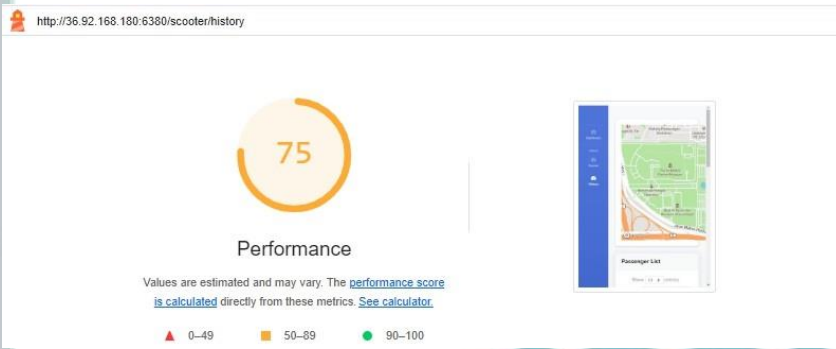 http://36.92.168.180:6380/scooter/history
75
Performance
Values are estimated and may vary. The performance score
is calculated directly from these metrics. See calculator.
0–49
50–89
90–100
Passenger List